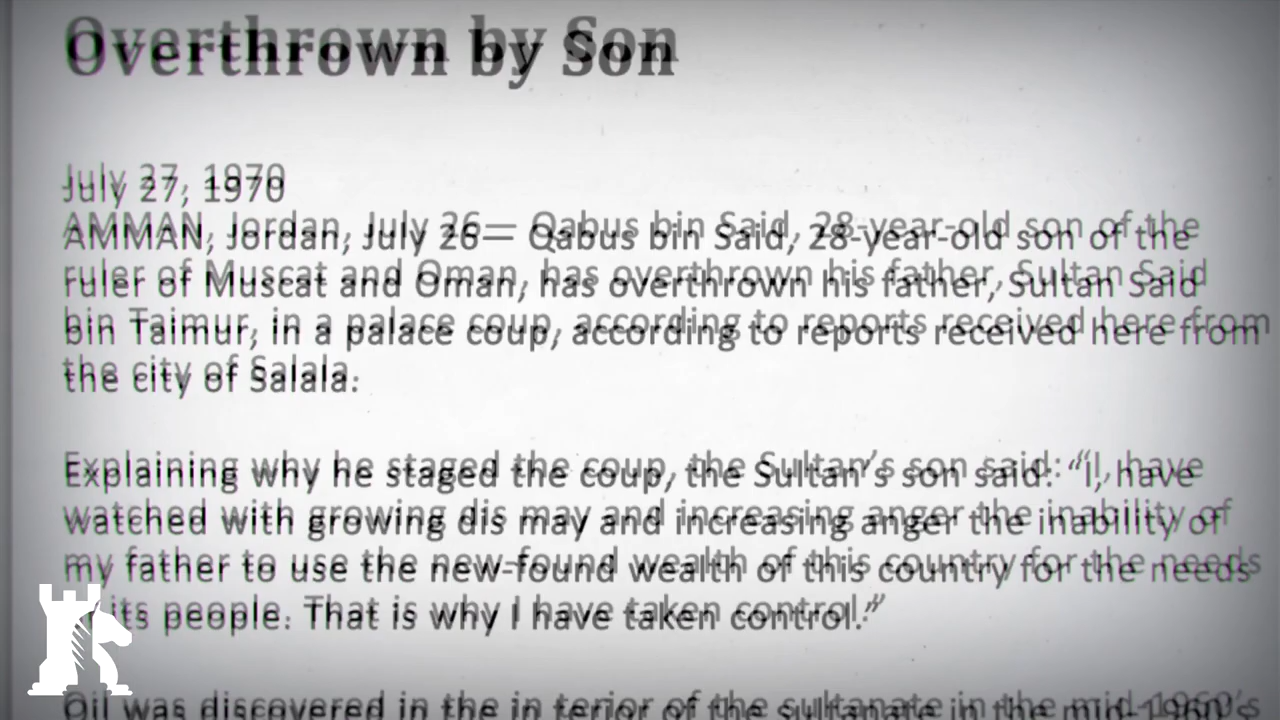 Overthrown by Son
July 27, 1970
AMMAN, Jordan, July 26— Qabus bin Said, 28-year-old son of the
ruler of Muscat and Oman, has overthrown his father, Sultan Said
bin Taimur, in a palace coup, according to reports received here from
the city of Salala.
Explaining why he staged the coup, the Sultan's son said: “I, have
watched with growing dis may and increasing anger the inability of
my father to use the new-found wealth of this country for the needs
its people. That is why I have taken control.”
Oil was discovered in the in terior of the sultanate in the mid-1960's